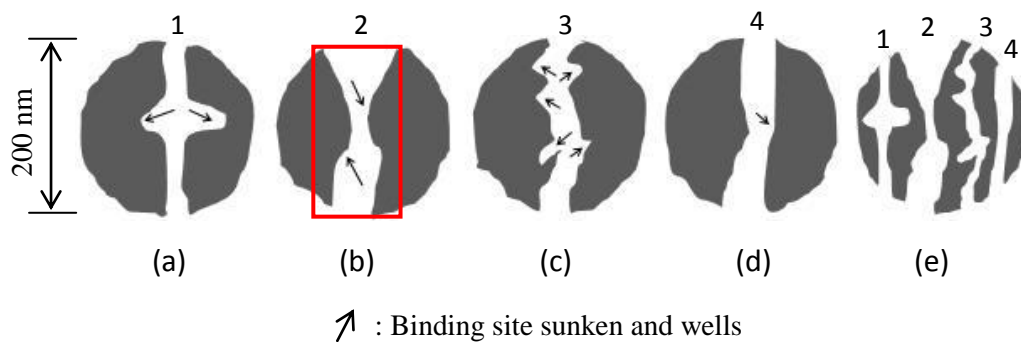 1 2 3 4 1 2 3 4
200 nm
(a) (b) (c) (d) (e)
: Binding site sunken and wells